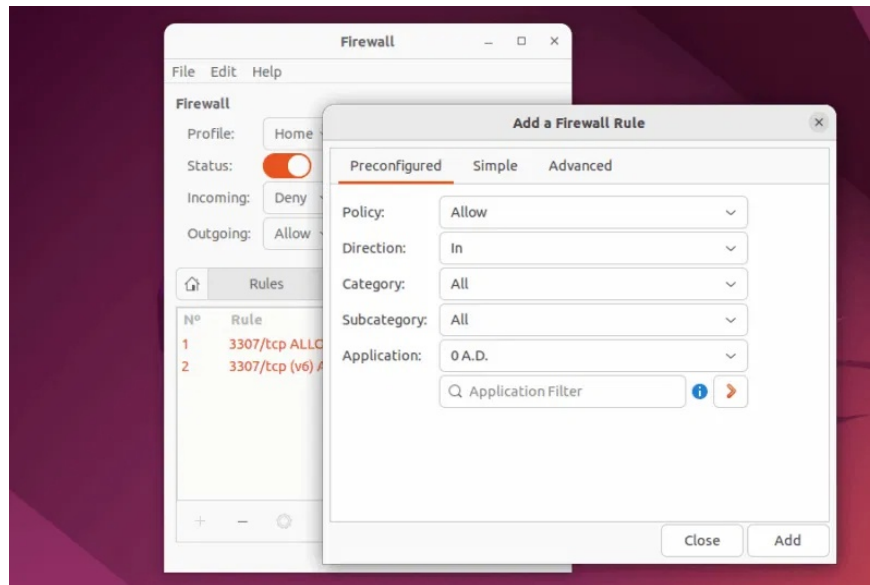 Firewall
File Edit Help
Firewall
Profile: Home
Status:
Incoming: Deny
Outgoing: Allow
Rules
Nº Rule
1 3307/tcp ALLO
2 3307/tcp (v6) A
Add a Firewall Rule
Preconfigured Simple Advanced
Policy: Allow
Direction: In
Category: All
Subcategory: All
Application: 0 A.D.
Application Filter
Close Add